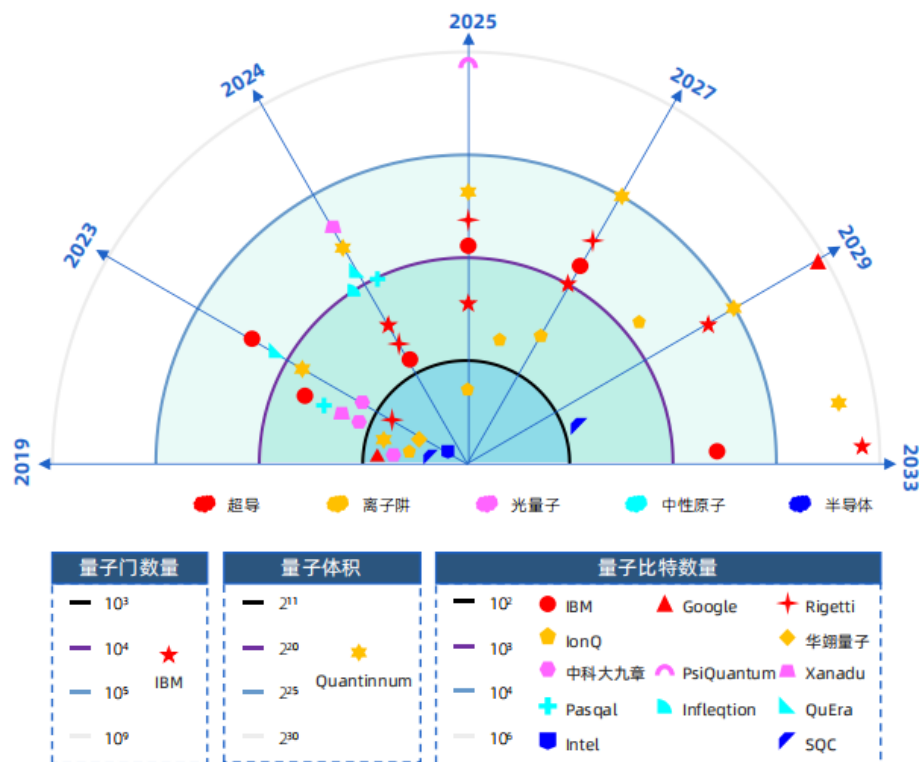 2025
2024
2027
2023
2029
2019
2033
超导
离子阱
光量子
中性原子
半导体
量子门数量
10³
10⁴
10⁵
10⁹
IBM
量子体积
2¹¹
2²⁰
2²⁵
2³⁰
Quantinnum
量子比特数量
10²
10³
10⁴
10⁶
IBM
Google
Rigetti
IonQ
华翊量子
中科大九章
PsiQuantum
Xanadu
Pasqal
Infleqtion
QuEra
Intel
SQC